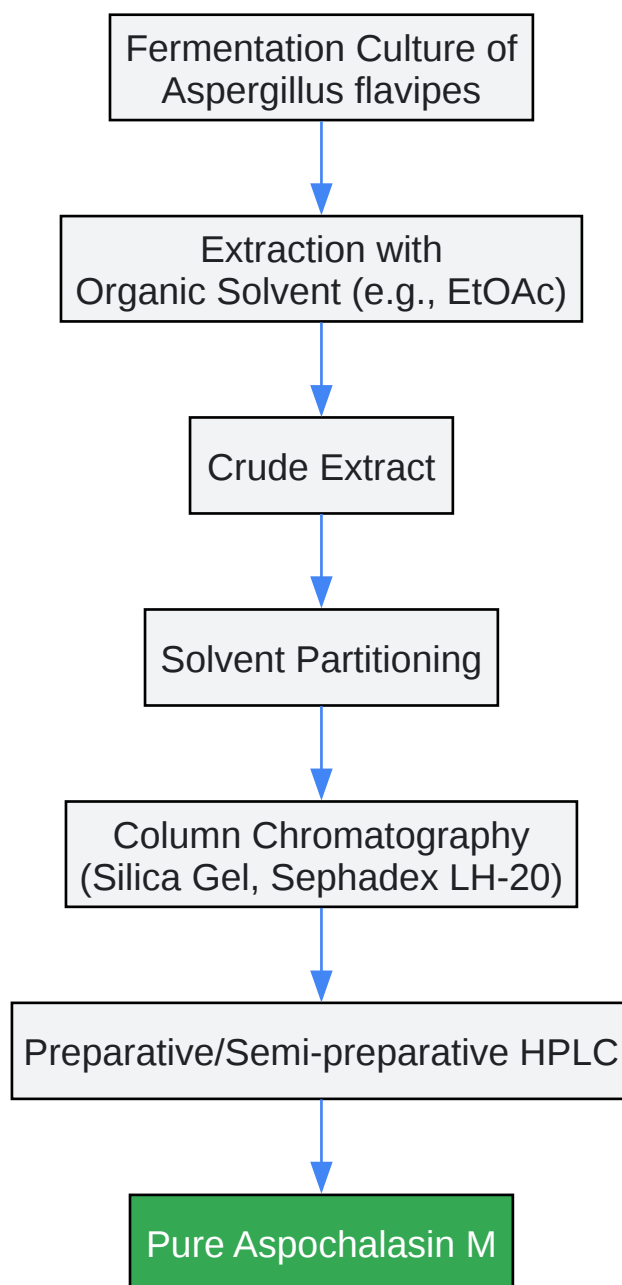 Fermentation Culture of
Aspergillus flavipes
Extraction with
Organic Solvent (e.g., EtOAc)
Crude Extract
Solvent Partitioning
Column Chromatography
(Silica Gel, Sephadex LH-20)
Preparative/Semi-preparative HPLC
Pure Aspochalasin M